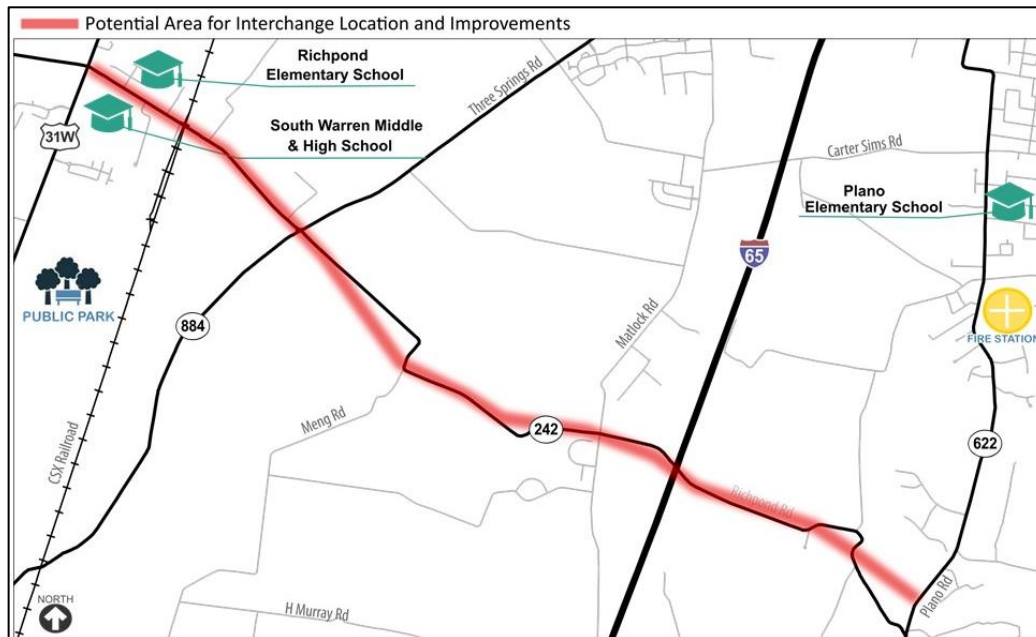 Potential Area for Interchange Location and Improvements
Richpond
Elementary School
Three Springs Rd
31W
South Warren Middle
& High School
Carter Sims Rd
Plano
Elementary School
65
PUBLIC PARK
884
Matlock Rd
FIRE STATION
Meng Rd
242
622
CSX Railroad
Richpond Rd
Plano Rd
NORTH
H Murray Rd